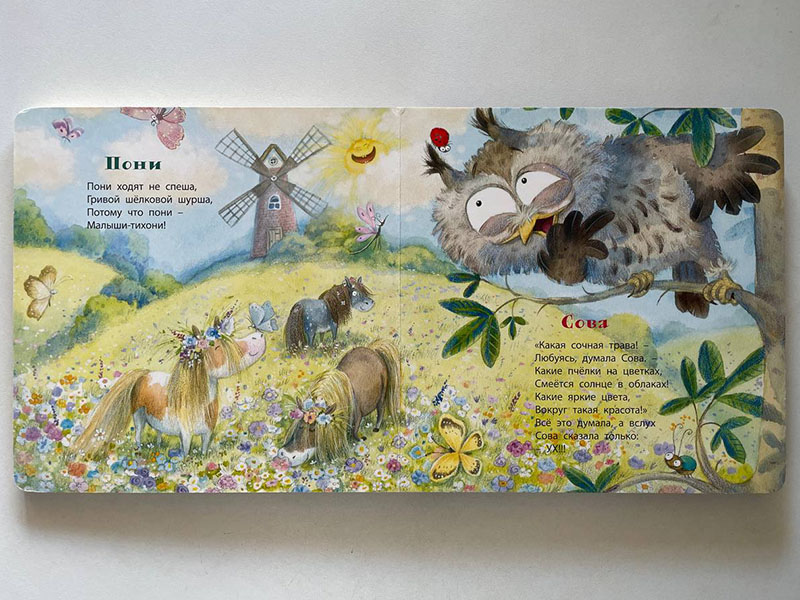 Пони
Пони ходят не спеша,
Гривой шёлковой шурша,
Потому что пони –
Малыши-тихони!
Сова
«Какая сочная трава! –
Любуясь, думала Сова. –
Какие пчёлки на цветках,
Смеётся солнце в облаках!
Какие яркие цвета,
Вокруг такая красота!»
Всё это думала, а вслух
Сова сказала только:
УХ!!!